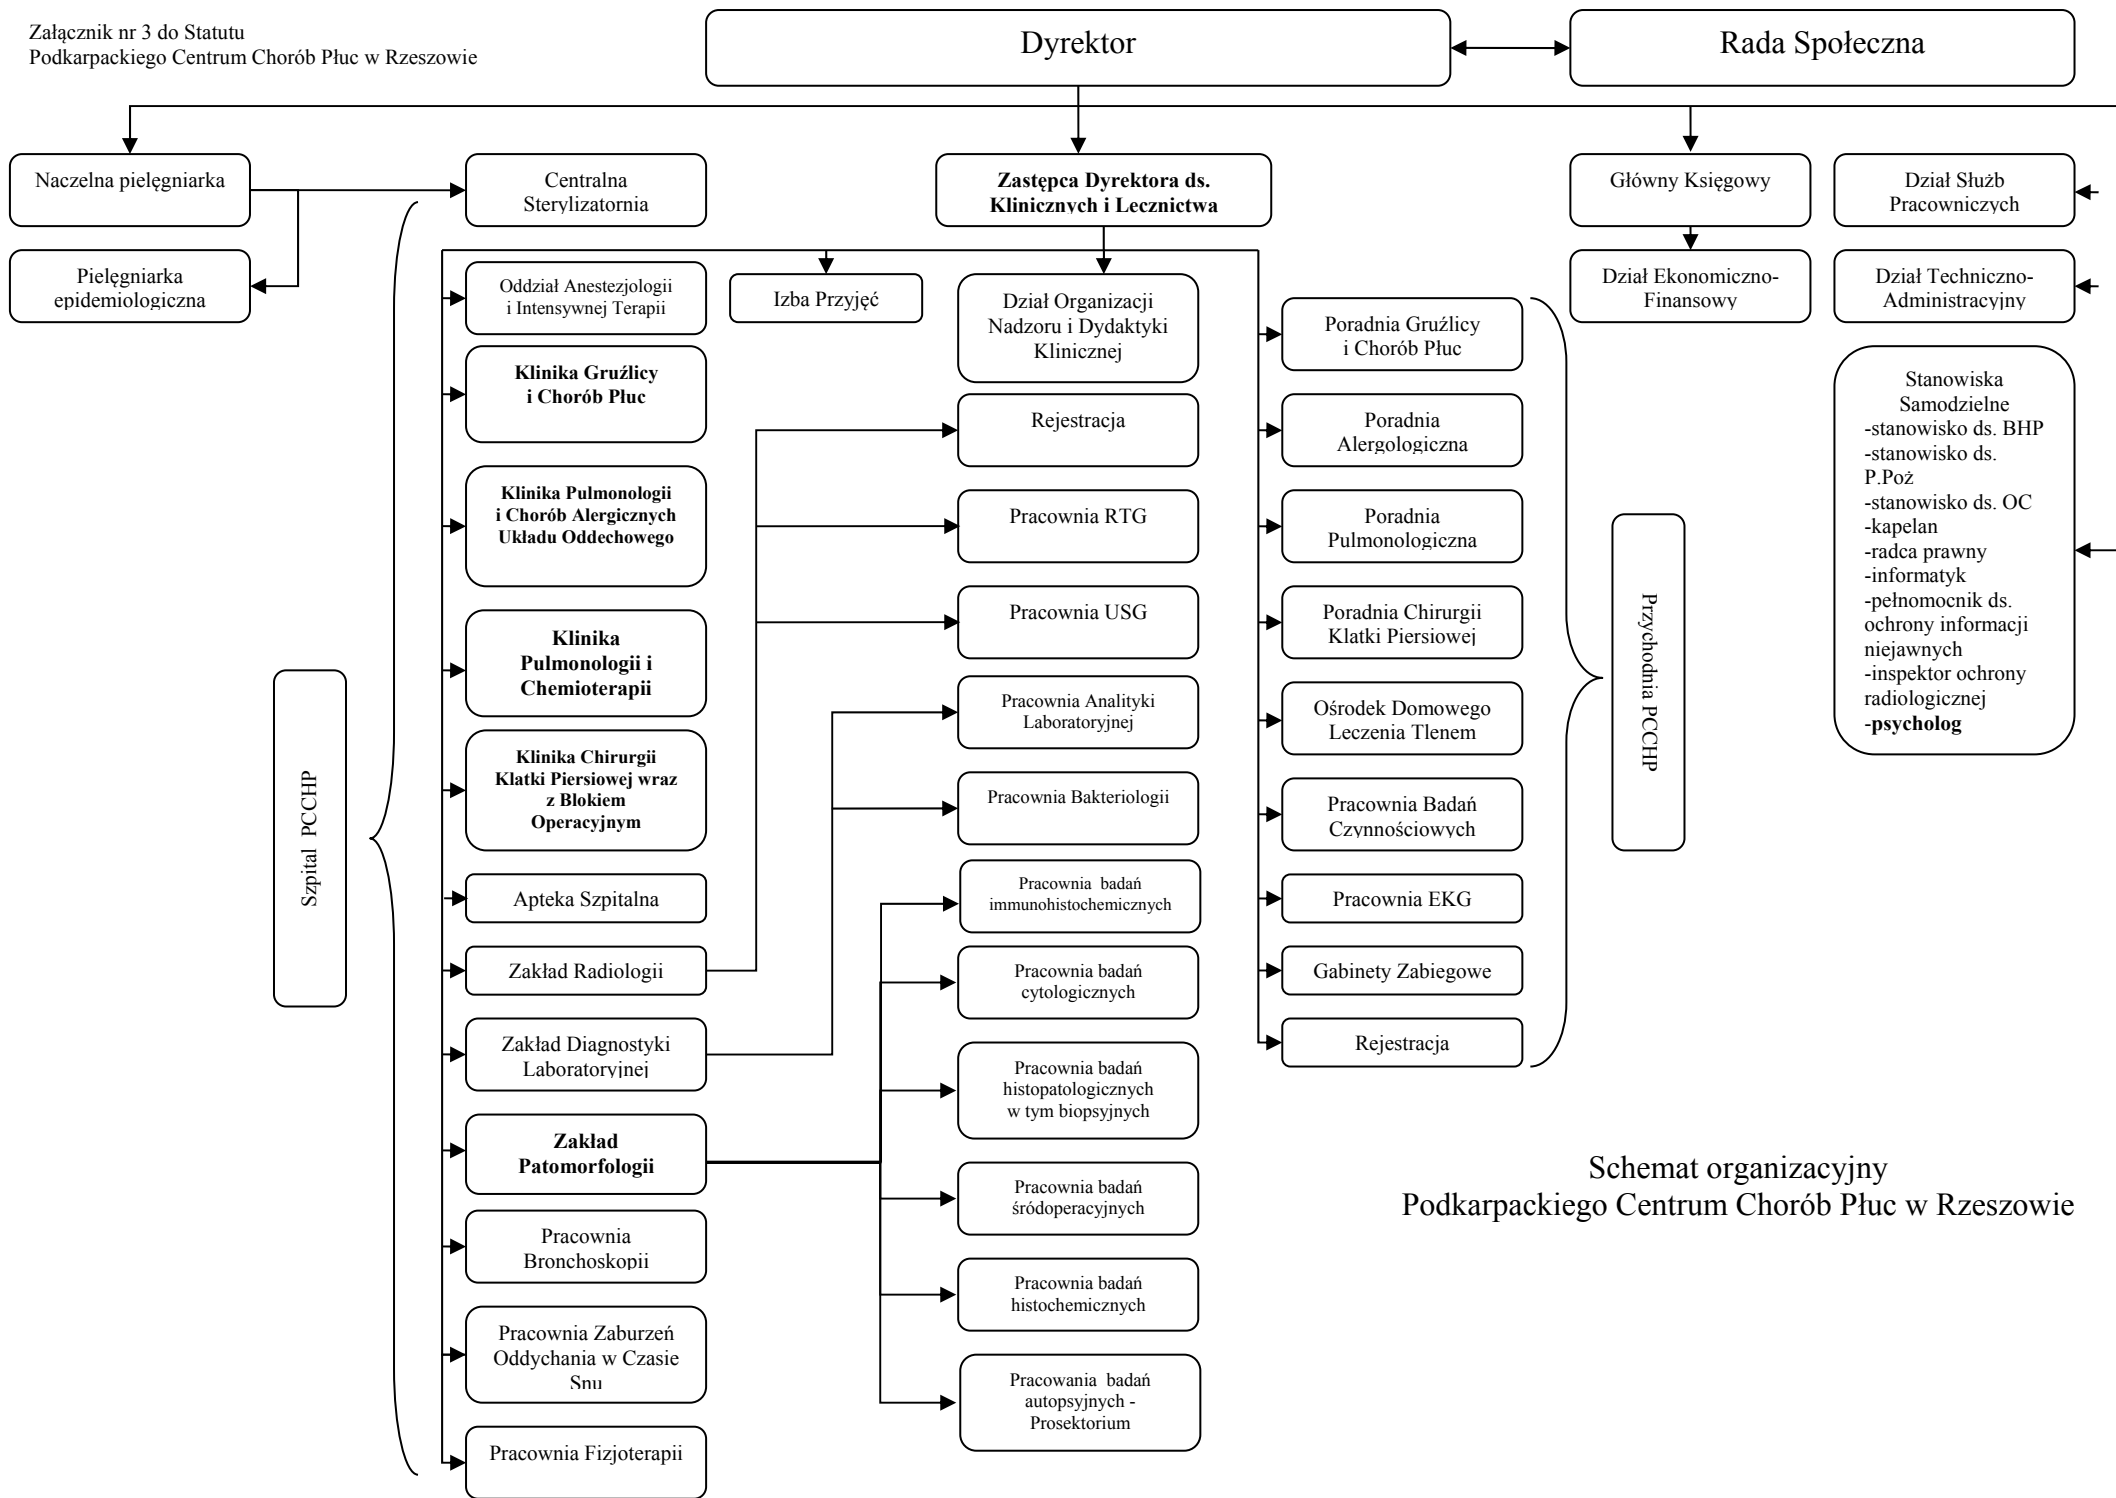 Załącznik nr 3 do Statutu
Podkarpackiego Centrum Chorób Płuc w Rzeszowie
Dyrektor
Rada Społeczna
Naczelna pielęgniarka
Centralna
Sterylizatornia
Zastępca Dyrektora ds.
Klinicznych i Lecznictwa
Główny Księgowy
Dział Służb
Pracowniczych
Pielęgniarka
epidemiologiczna
Dział Ekonomiczno-
Finansowy
Dział Techniczno-
Administracyjny
Szpital PCCHP
Oddział Anestezjologii
i Intensywnej Terapii
Klinika Gruźlicy
i Chorób Płuc
Klinika Pulmonologii
i Chorób Alergicznych
Układu Oddechowego
Klinika
Pulmonologii i
Chemioterapii
Klinika Chirurgii
Klatki Piersiowej wraz
z Blokiem
Operacyjnym
Apteka Szpitalna
Zakład Radiologii
Zakład Diagnostyki
Laboratoryjnej
Zakład
Patomorfologii
Pracownia
Bronchoskopii
Pracownia Zaburzeń
Oddychania w Czasie
Snu
Pracownia Fizjoterapii
Izba Przyjęć
Dział Organizacji
Nadzoru i Dydaktyki
Klinicznej
Rejestracja
Pracownia RTG
Pracownia USG
Pracownia Analityki
Laboratoryjnej
Pracownia Bakteriologii
Pracownia badań
immunohistochemicznych
Pracownia badań
cytologicznych
Pracownia badań
histopatologicznych
w tym biopsyjnych
Pracownia badań
śródoperacyjnych
Pracownia badań
histochemicznych
Pracowania badań
autopsyjnych -
Prosektorium
Poradnia Gruźlicy
i Chorób Płuc
Poradnia
Alergologiczna
Poradnia
Pulmonologiczna
Poradnia Chirurgii
Klatki Piersiowej
Ośrodek Domowego
Leczenia Tlenem
Pracownia Badań
Czynnościowych
Pracownia EKG
Gabinety Zabiegowe
Rejestracja
Przychodnia PCCHP
Stanowiska
Samodzielne
-stanowisko ds. BHP
-stanowisko ds.
P.Poż
-stanowisko ds. OC
-kapelan
-radca prawny
-informatyk
-pełnomocnik ds.
ochrony informacji
niejawnych
-inspektor ochrony
radiologicznej
-psycholog
Schemat organizacyjny
Podkarpackiego Centrum Chorób Płuc w Rzeszowie